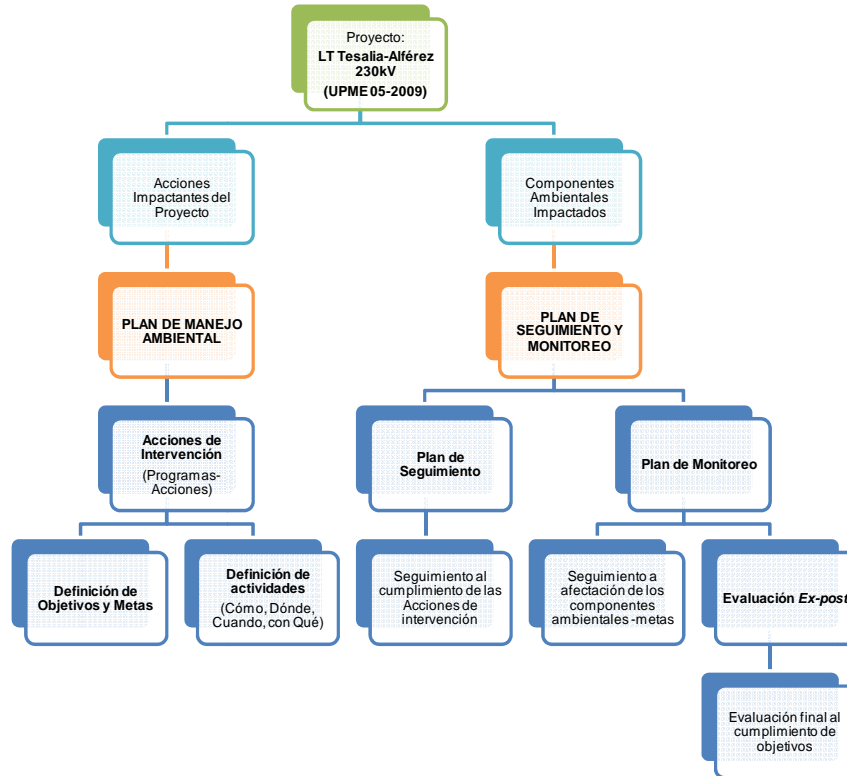 Proyecto:
LT Tesalia-Alférez
230kV
(UPME 05-2009)
Acciones
Impactantes del
Proyecto
Componentes
Ambientales
Impactados
PLAN DE MANEJO
AMBIENTAL
PLAN DE
SEGUIMIENTO Y
MONITOREO
Acciones de
Intervención
(Programas-
Acciones)
Plan de
Seguimiento
Plan de Monitoreo
Definición de
Objetivos y Metas
Definición de
actividades
(Cómo, Dónde,
Cuando, con Qué)
Seguimiento al
cumplimiento de las
Acciones de
intervención
Seguimiento a
afectación de los
componentes
ambientales -metas
Evaluación Ex-post
Evaluación final al
cumplimiento de
objetivos